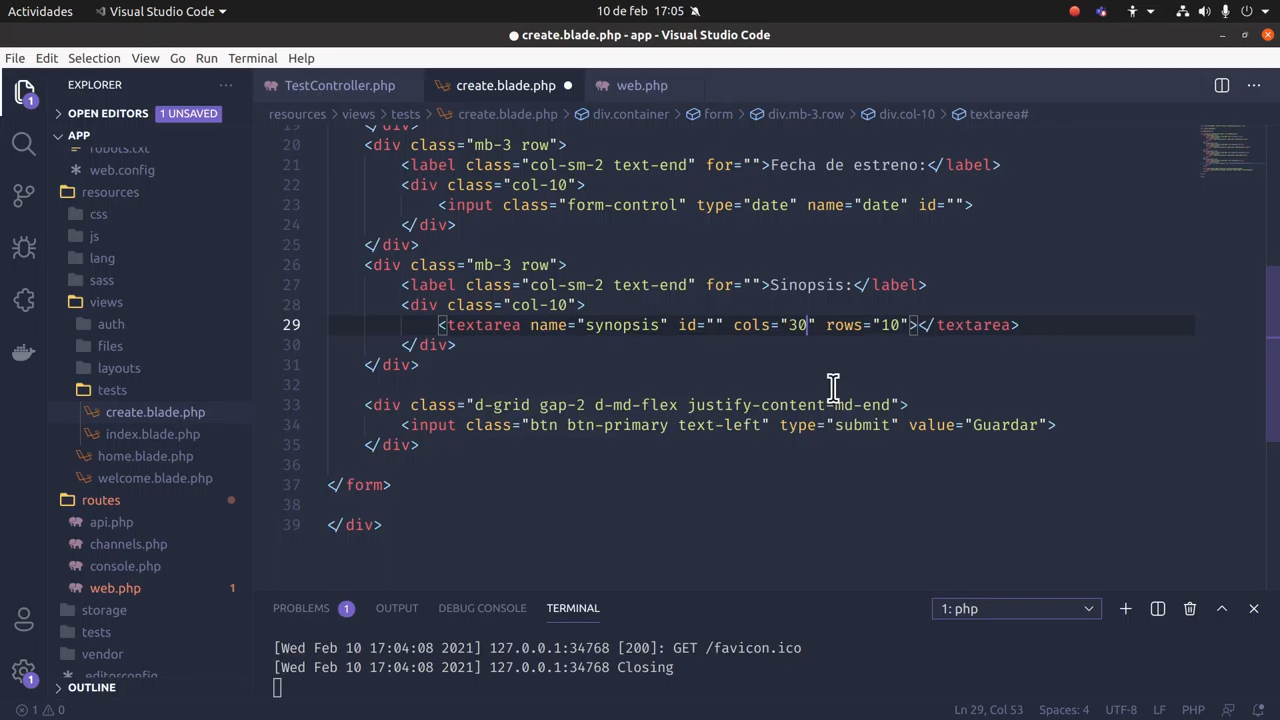 Actividades
Visual Studio Code
10 de feb 17:05
create.blade.php - app - Visual Studio Code
File Edit Selection View Go Run Terminal Help
1
EXPLORER
OPEN EDITORS 1 UNSAVED
APP
robots.txt
web.config
resources
css
js
lang
sass
views
auth
files
layouts
tests
create.blade.php
index.blade.php
home.blade.php
welcome.blade.php
routes
api.php
channels.php
console.php
web.php 1
storage
tests
vendor
.editorconfig
OUTLINE
1
TestController.php create.blade.php web.php
resources > views > tests > create.blade.php > div.container > form > div.mb-3.row > div.col-10 > textarea#
19 </div>
20 <div class="mb-3 row">
21 <label class="col-sm-2 text-end" for="">Fecha de estreno:</label>
22 <div class="col-10">
23 <input class="form-control" type="date" name="date" id="">
24 </div>
25 </div>
26 <div class="mb-3 row">
27 <label class="col-sm-2 text-end" for="">Sinopsis:</label>
28 <div class="col-10">
29 <textarea name="synopsis" id="" cols="30" rows="10"></textarea>
30 </div>
31 </div>
32
33 <div class="d-grid gap-2 d-md-flex justify-content-md-end">
34 <input class="btn btn-primary text-left" type="submit" value="Guardar">
35 </div>
36
37 </form>
38
39 </div>
PROBLEMS 1 OUTPUT DEBUG CONSOLE TERMINAL
1: php
[Wed Feb 10 17:04:08 2021] 127.0.0.1:34768 [200]: GET /favicon.ico
[Wed Feb 10 17:04:08 2021] 127.0.0.1:34768 Closing
1 0
Ln 29, Col 53 Spaces: 4 UTF-8 LF PHP